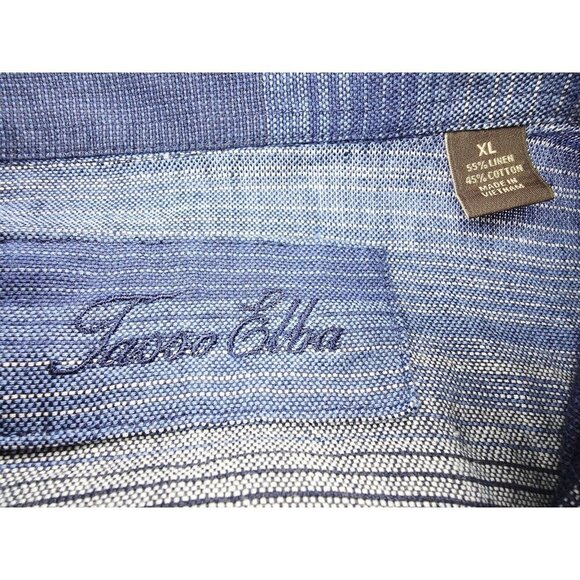 XL
55% LINEN
45% COTTON
MADE IN
VIETNAM
Tasso Elba